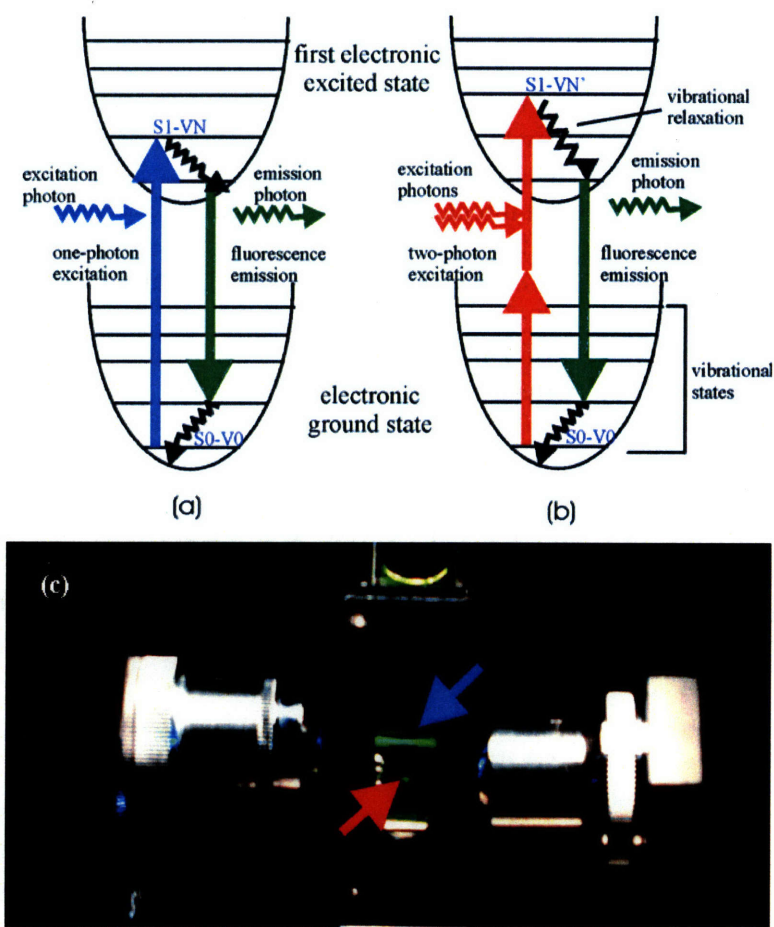 first electronic
excited state
S1-VN
excitation
photon
emission
photon
one-photon
excitation
fluorescence
emission
S0-V0
(a)
S1-VN`
vibrational
relaxation
excitation
photons
emission
photon
two-photon
excitation
fluorescence
emission
vibrational
states
electronic
ground state
S0-V0
(b)
(c)